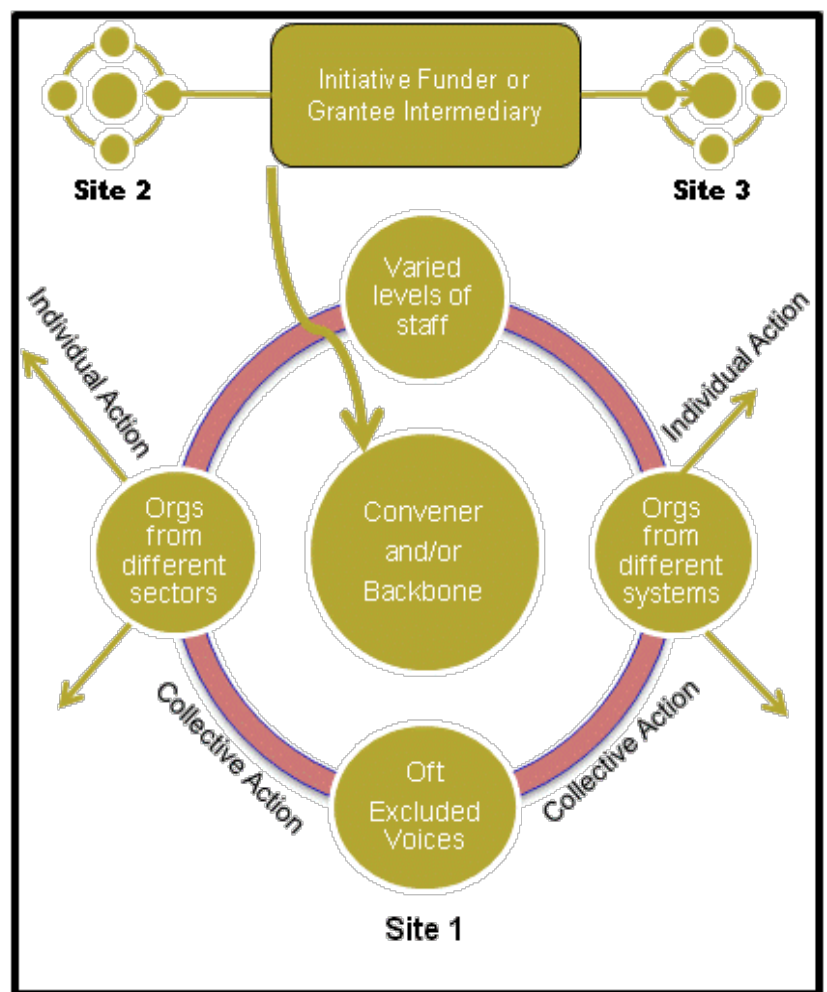 Initiative Funder or
Grantee Intermediary
Site 2
Site 3
Varied
levels of
staff
Individual Action
Individual Action
Orgs
from
different
sectors
Convener
and/or
Backbone
Orgs
from
different
systems
Collective Action
Collective Action
Oft
Excluded
Voices
Site 1